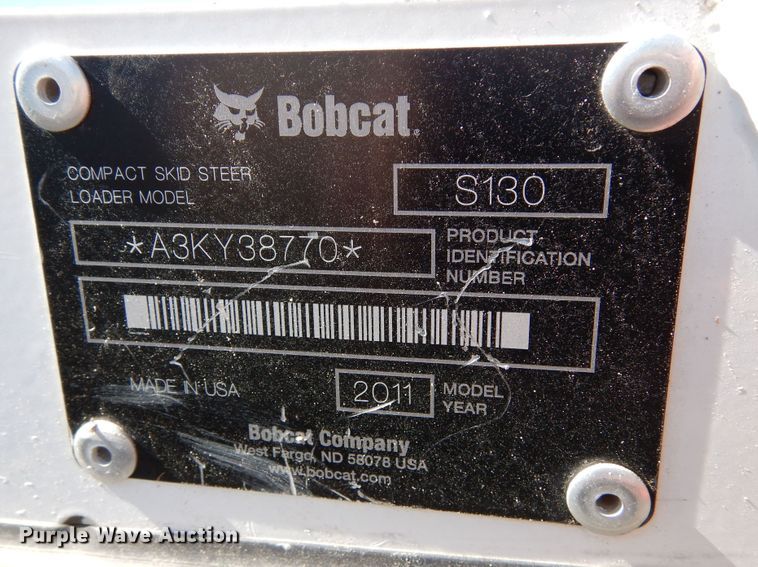 Bobcat®
COMPACT SKID STEER
LOADER MODEL
S130
*A3KY38770*
PRODUCT
IDENTIFICATION
NUMBER
MADE IN USA
2011
MODEL
YEAR
Bobcat Company
West Fargo, ND 58078 USA
www.bobcat.com
Purple Wave Auction